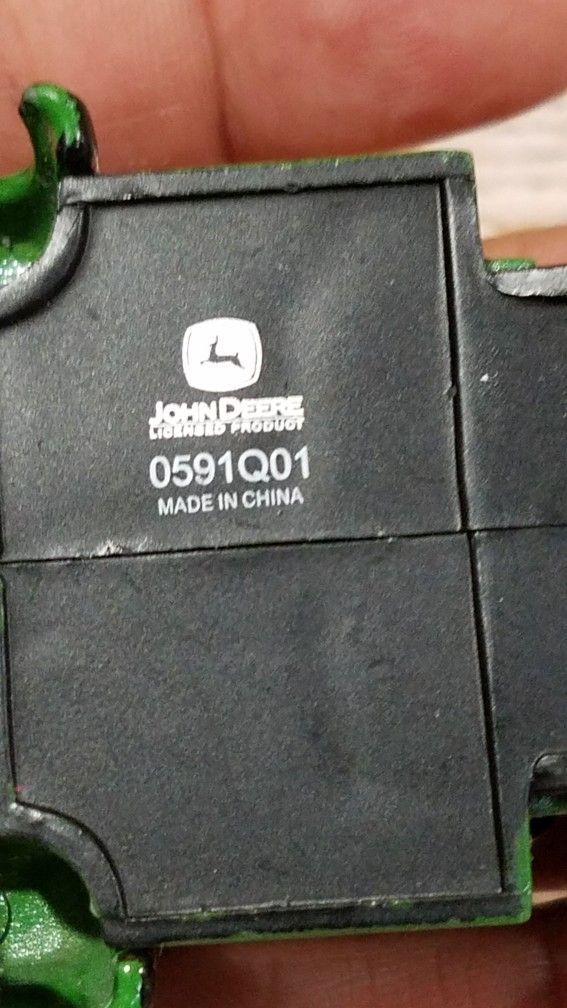 JOHN DEERE
LICENSED PRODUCT
0591Q01
MADE IN CHINA